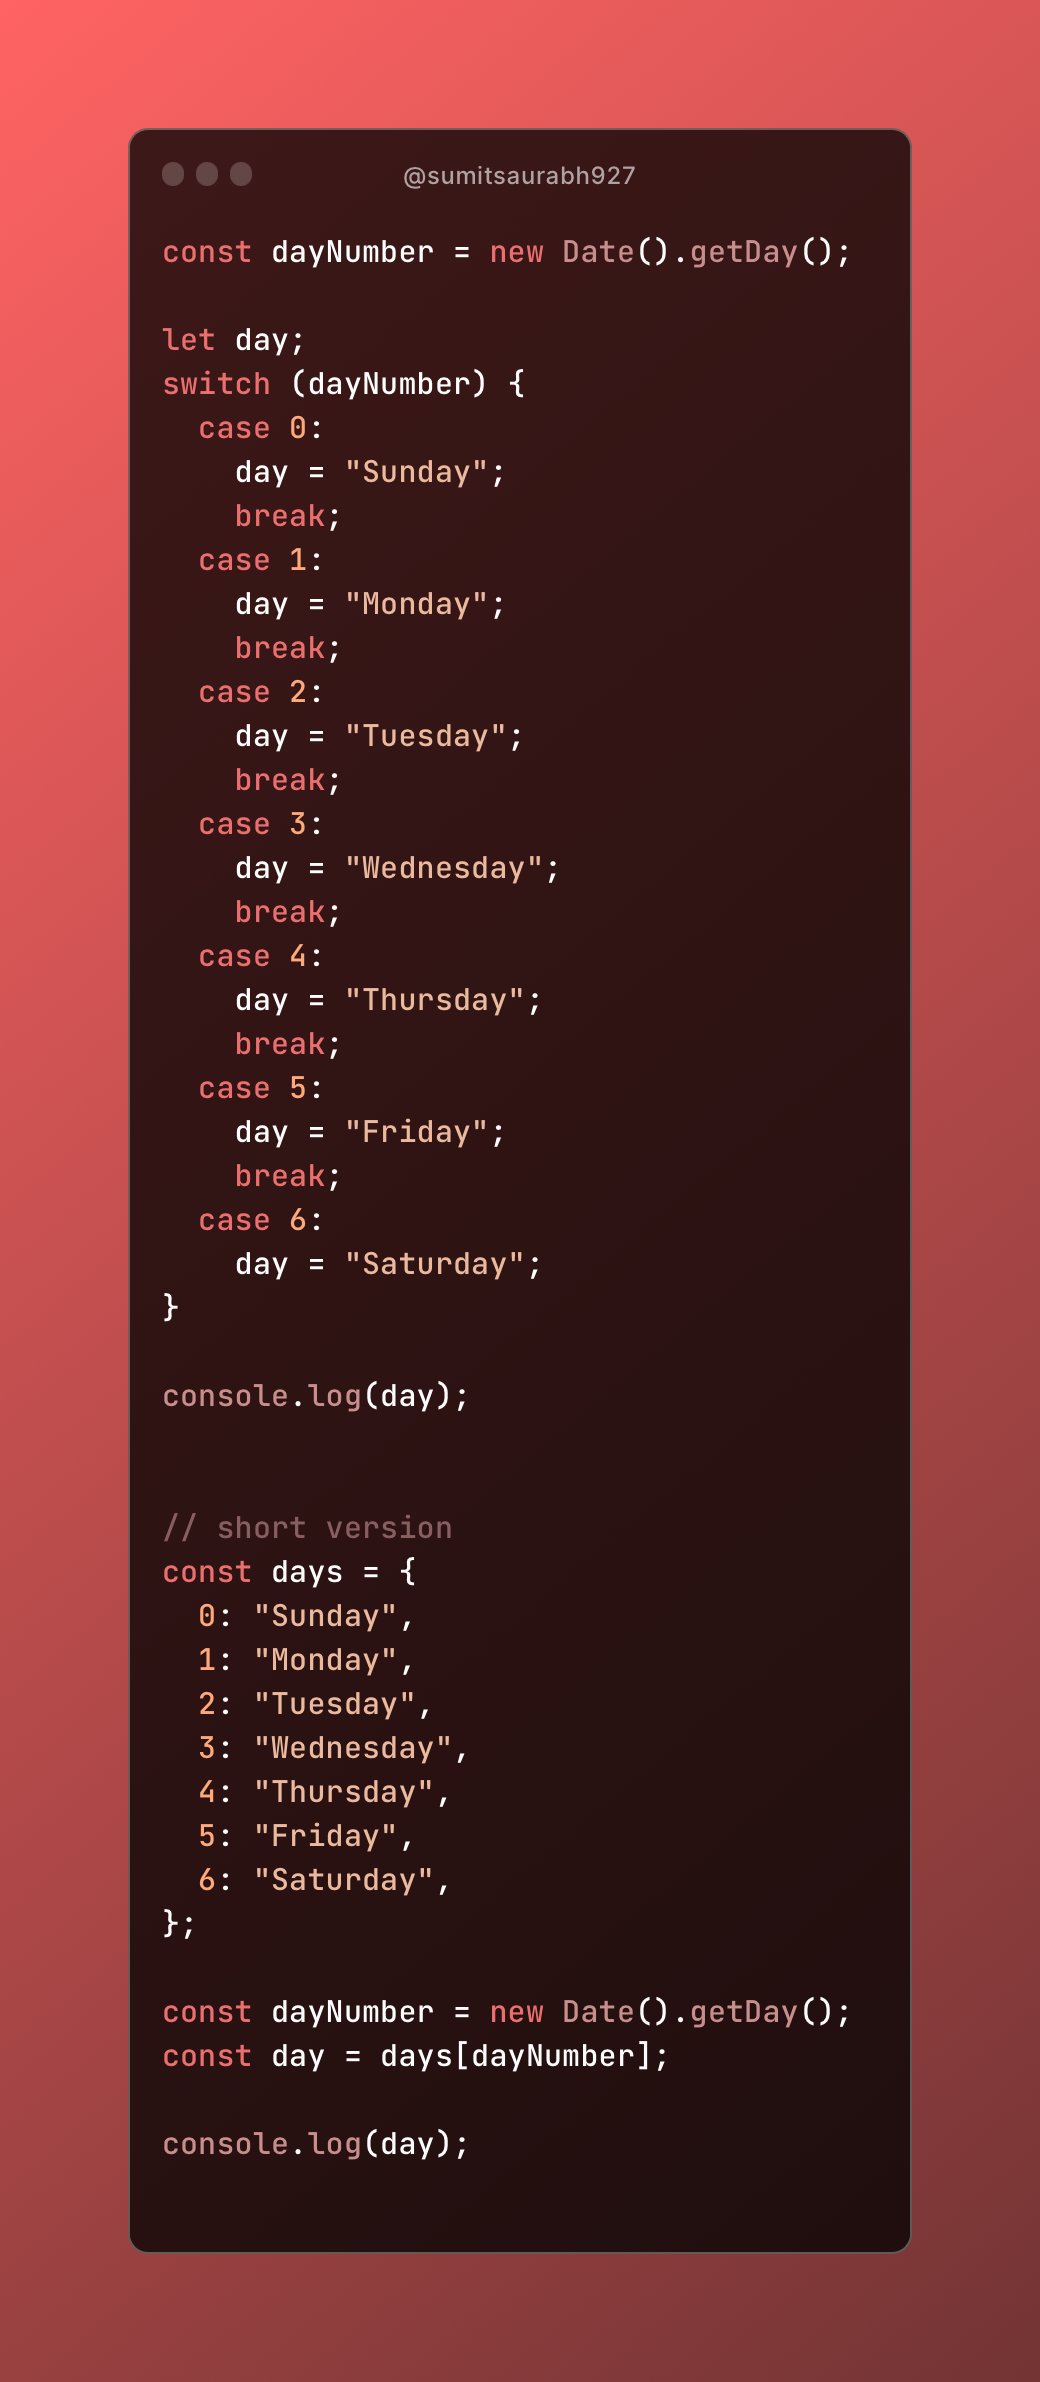 @sumitsaurabh927
const dayNumber = new Date().getDay();
let day;
switch (dayNumber) {
  case 0:
    day = "Sunday";
    break;
  case 1:
    day = "Monday";
    break;
  case 2:
    day = "Tuesday";
    break;
  case 3:
    day = "Wednesday";
    break;
  case 4:
    day = "Thursday";
    break;
  case 5:
    day = "Friday";
    break;
  case 6:
    day = "Saturday";
}
console.log(day);
// short version
const days = {
  0: "Sunday",
  1: "Monday",
  2: "Tuesday",
  3: "Wednesday",
  4: "Thursday",
  5: "Friday",
  6: "Saturday",
};
const dayNumber = new Date().getDay();
const day = days[dayNumber];
console.log(day);